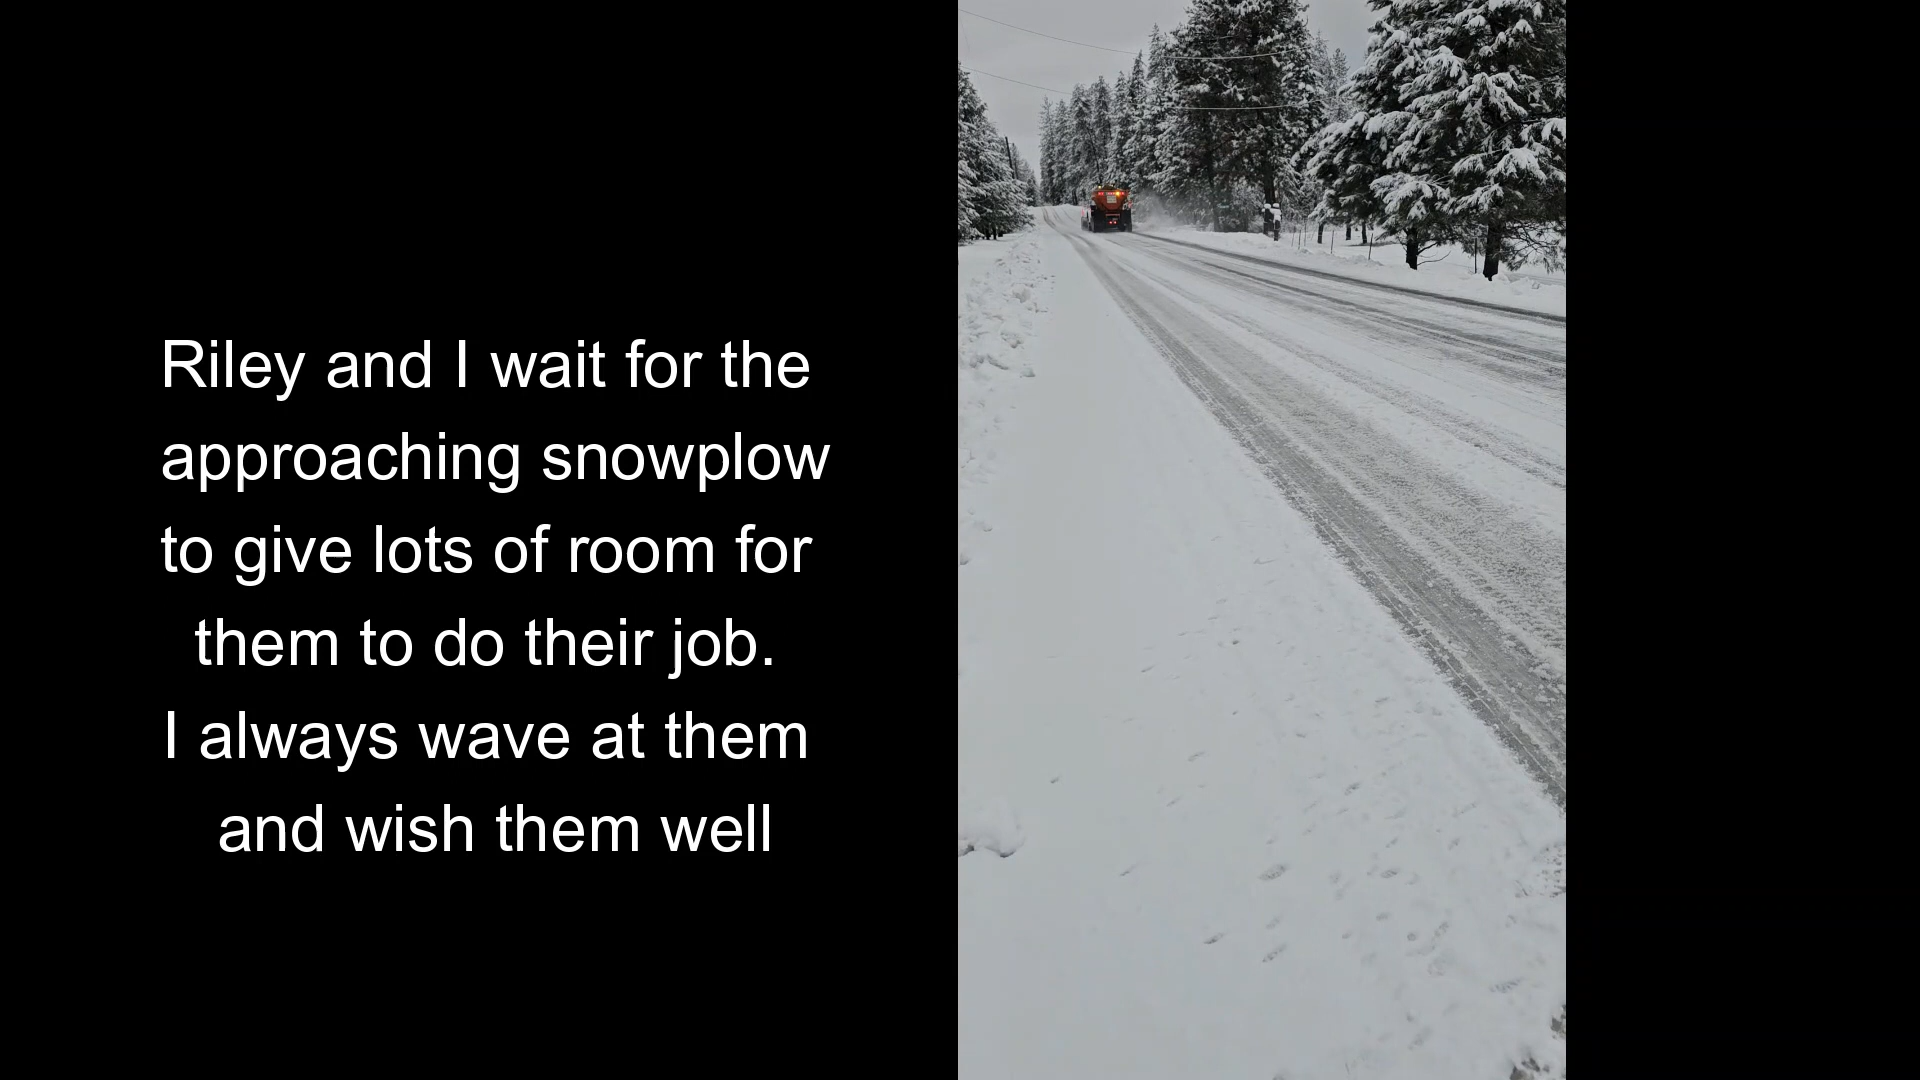 Riley and I wait for the
approaching snowplow
to give lots of room for
them to do their job.
I always wave at them
and wish them well